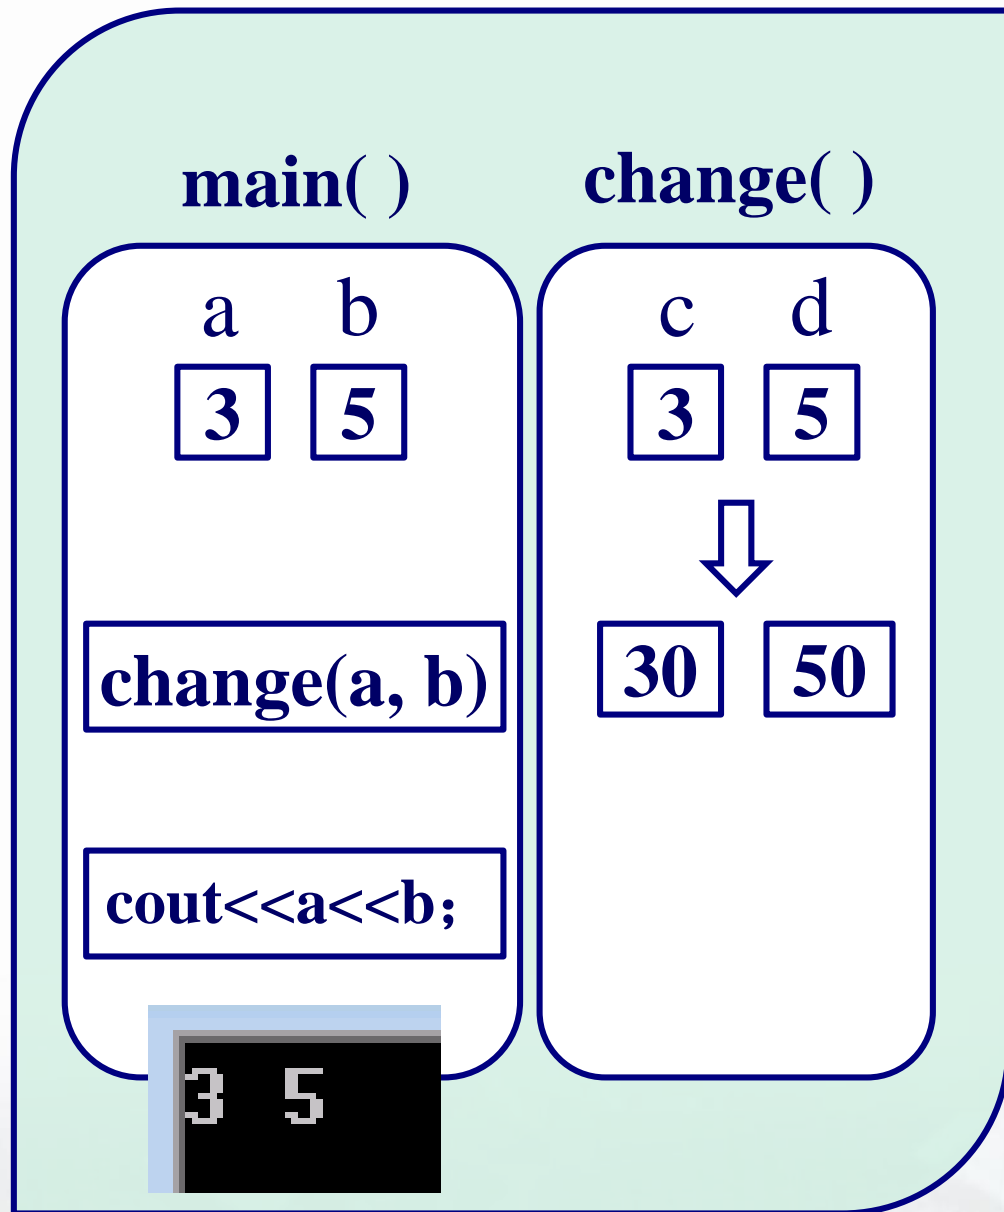 main( ) change( )
a b c d
3 5 3 5
change(a, b) 30 50
cout<<a<<b；
3 5